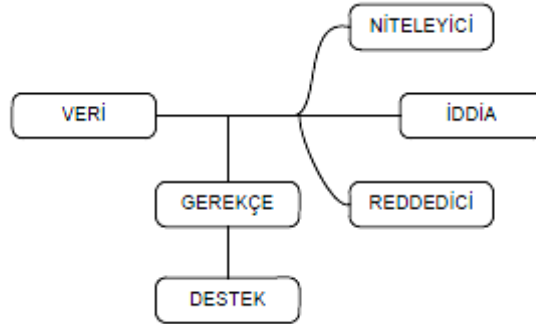 NİTELEYİCİ
VERİ
İDDİA
GEREKÇE
REDDEDİCİ
DESTEK